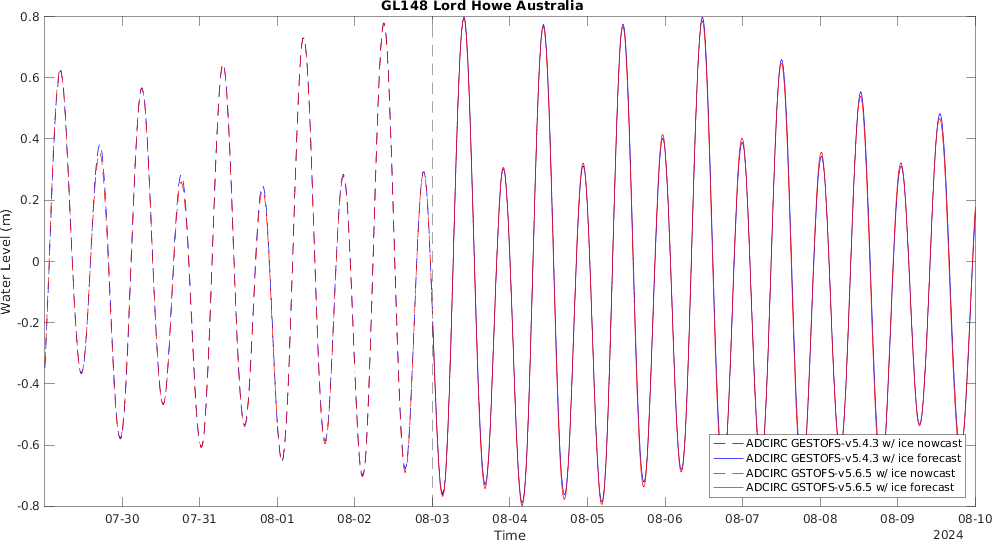 GL148 Lord Howe Australia
Water Level (m)
0.8
0.6
0.4
0.2
0
-0.2
-0.4
-0.6
-0.8
ADCIRC GESTOFS-v5.4.3 w/ ice nowcast
ADCIRC GESTOFS-v5.4.3 w/ ice forecast
ADCIRC GSTOFS-v5.6.5 w/ ice nowcast
ADCIRC GSTOFS-v5.6.5 w/ ice forecast
07-30 07-31 08-01 08-02 08-03 08-04 08-05 08-06 08-07 08-08 08-09 08-10
Time
2024